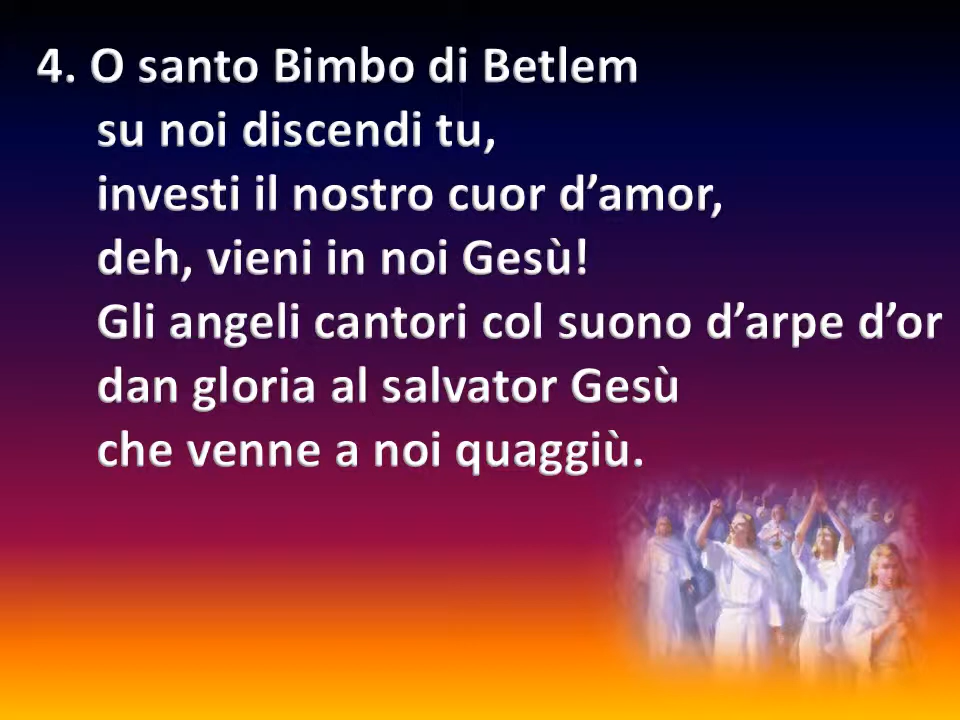 4. O santo Bimbo di Betlem
su noi discendi tu,
investi il nostro cuor d’amor,
deh, vieni in noi Gesù!
Gli angeli cantori col suono d’arpe d’or
dan gloria al salvator Gesù
che venne a noi quaggiù.